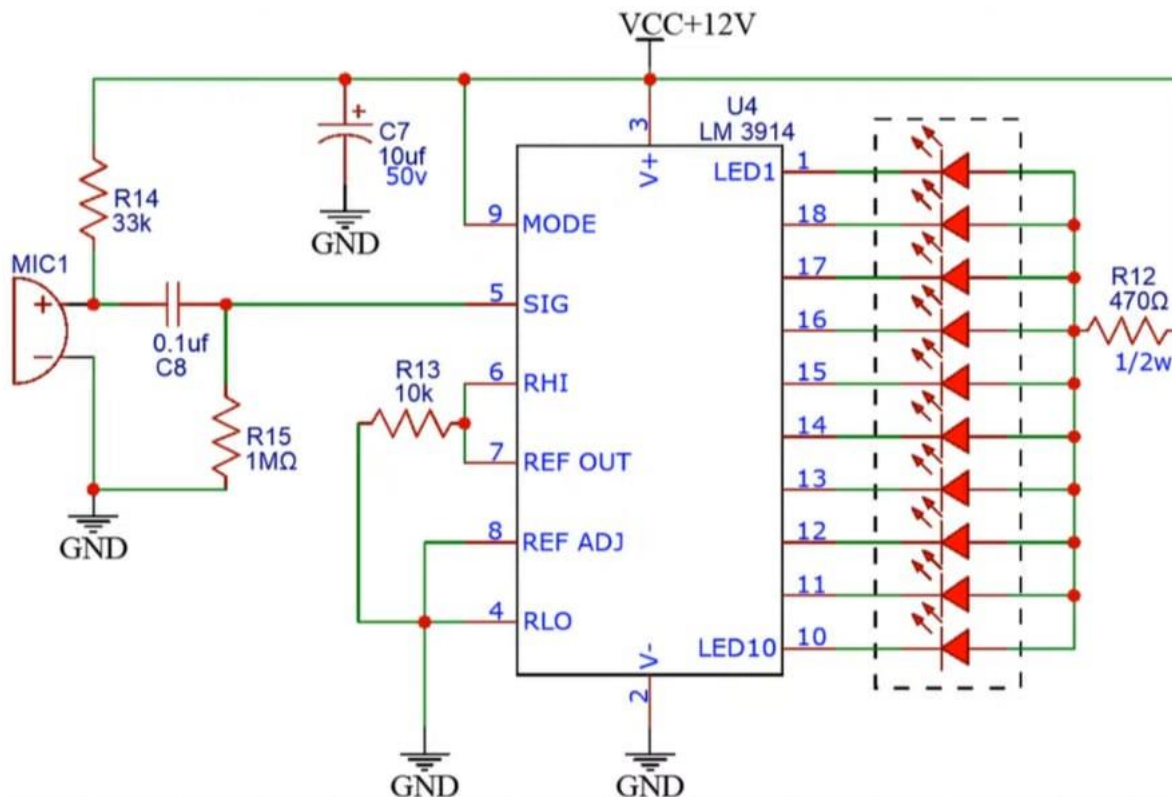 VCC+12V
U4
LM 3914
C7
10uf
50v
GND
R14
33k
MIC1
+
−
0.1uf
C8
R15
1MΩ
GND
R13
10k
3
V+
9
MODE
5
SIG
6
RHI
7
REF OUT
8
REF ADJ
4
RLO
V-
2
LED1
1
18
17
16
15
14
13
12
11
LED10
10
R12
470Ω
1/2w
GND
GND